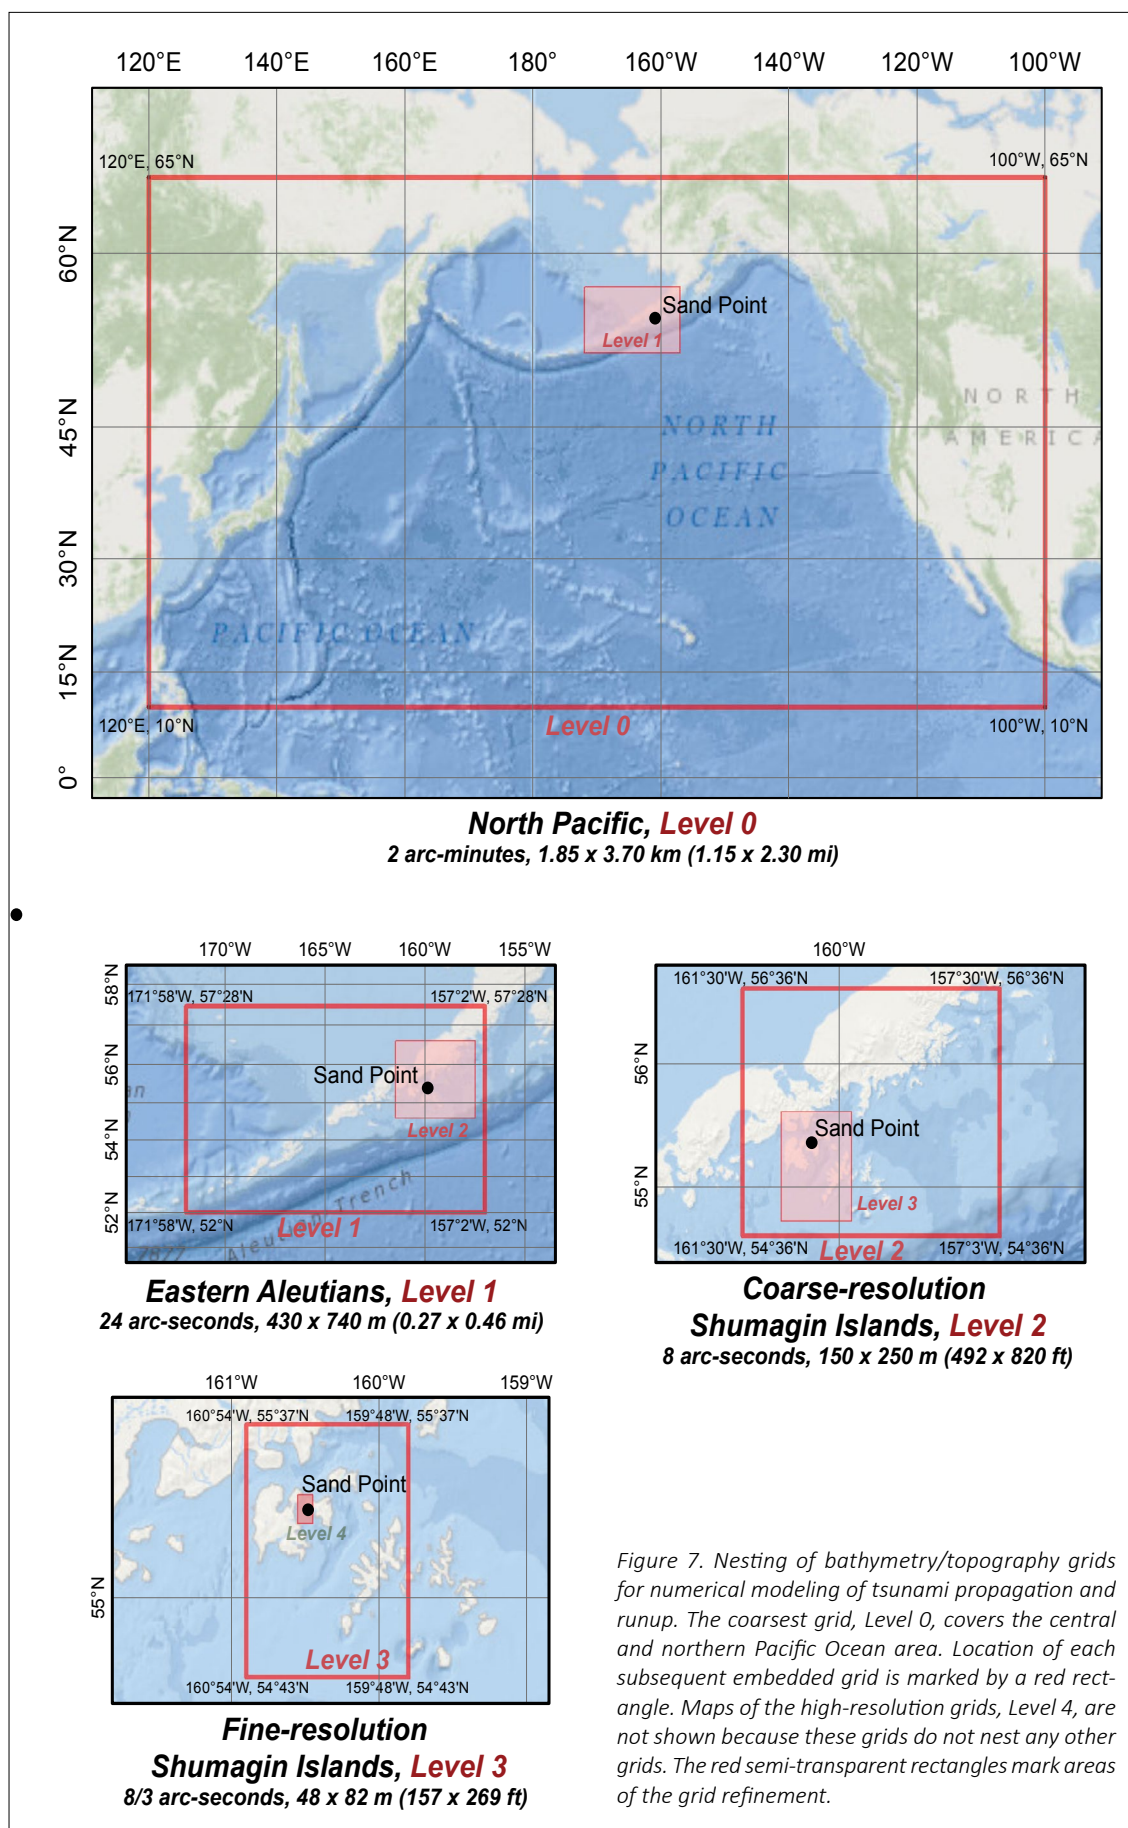 120°E 140°E 160°E 180° 160°W 140°W 120°W 100°W
120°E, 65°N 100°W, 65°N
60°N
Sand Point
Level 1
NORTH
AMERICA
45°N
NORTH
PACIFIC
OCEAN
30°N
PACIFIC OCEAN
15°N
120°E, 10°N 100°W, 10°N
Level 0
0°
North Pacific, Level 0
2 arc-minutes, 1.85 x 3.70 km (1.15 x 2.30 mi)
170°W 165°W 160°W 155°W
58°N
171°58'W, 57°28'N 157°2'W, 57°28'N
56°N
Sand Point
an
Level 2
54°N
Aleutian Trench
52°N
171°58'W, 52°N 157°2'W, 52°N
Level 1
7822
Eastern Aleutians, Level 1
24 arc-seconds, 430 x 740 m (0.27 x 0.46 mi)
160°W
161°30'W, 56°36'N 157°30'W, 56°36'N
56°N
Sand Point
55°N
Level 3
161°30'W, 54°36'N 157°3'W, 54°36'N
Level 2
Coarse-resolution
Shumagin Islands, Level 2
8 arc-seconds, 150 x 250 m (492 x 820 ft)
161°W 160°W 159°W
160°54'W, 55°37'N 159°48'W, 55°37'N
Sand Point
Level 4
55°N
Level 3
160°54'W, 54°43'N 159°48'W, 54°43'N
Fine-resolution
Shumagin Islands, Level 3
8/3 arc-seconds, 48 x 82 m (157 x 269 ft)
Figure 7. Nesting of bathymetry/topography grids
for numerical modeling of tsunami propagation and
runup. The coarsest grid, Level 0, covers the central
and northern Pacific Ocean area. Location of each
subsequent embedded grid is marked by a red rect-
angle. Maps of the high-resolution grids, Level 4, are
not shown because these grids do not nest any other
grids. The red semi-transparent rectangles mark areas
of the grid refinement.